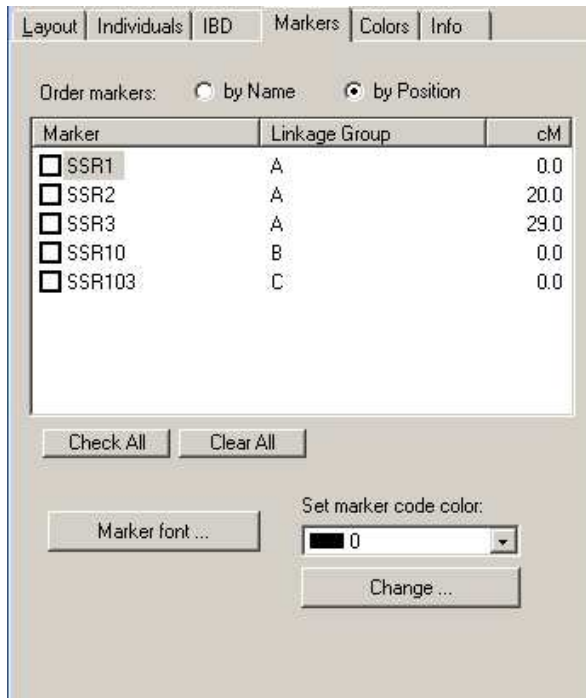 Layout Individuals IBD Markers Colors Info
Order markers: by Name by Position
Marker Linkage Group cM
SSR1 A 0.0
SSR2 A 20.0
SSR3 A 29.0
SSR10 B 0.0
SSR103 C 0.0
Check All Clear All
Set marker code color:
Marker font ... 0
Change ...